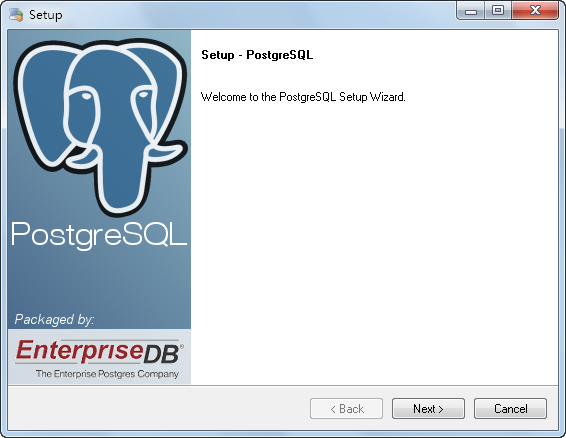 Setup
Setup - PostgreSQL
Welcome to the PostgreSQL Setup Wizard.
PostgreSQL
Packaged by:
EnterpriseDB®
The Enterprise Postgres Company
< Back
Next >
Cancel